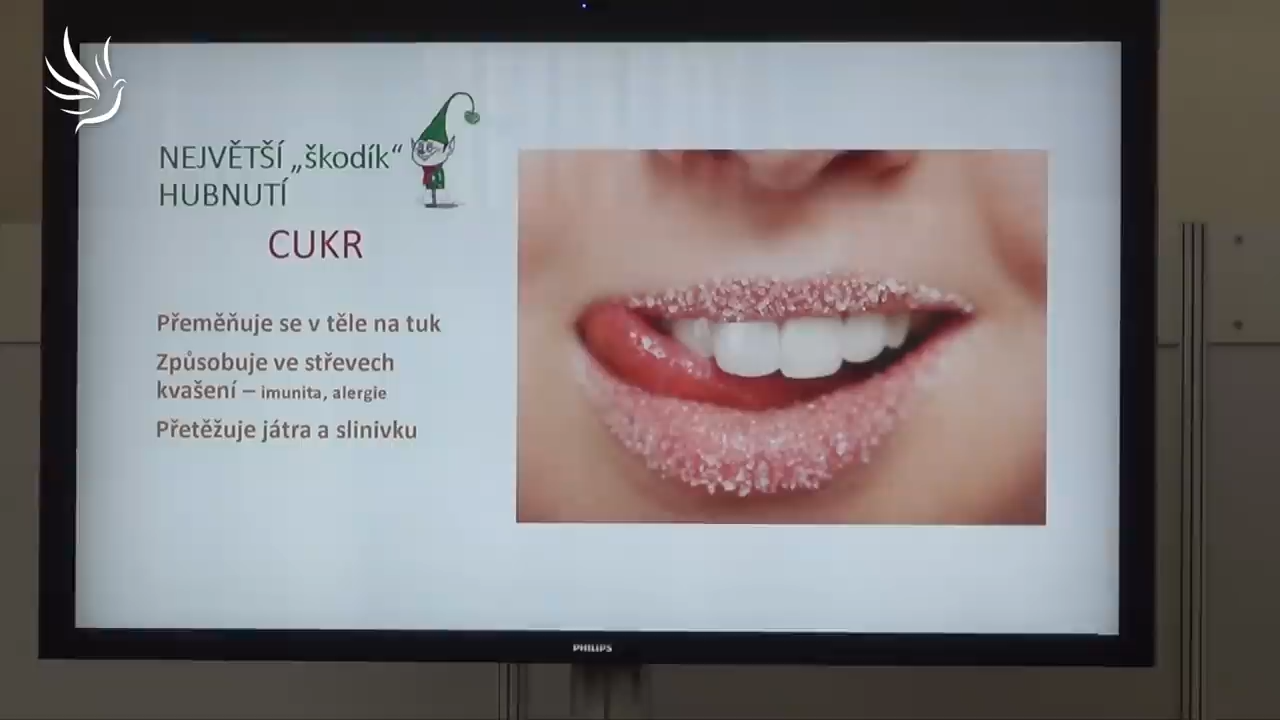 NEJVĚTŠÍ „škodík“
HUBNUTÍ
CUKR
Přeměňuje se v těle na tuk
Způsobuje ve střevech
kvašení – imunita, alergie
Přetěžuje játra a slinivku
PHILIPS